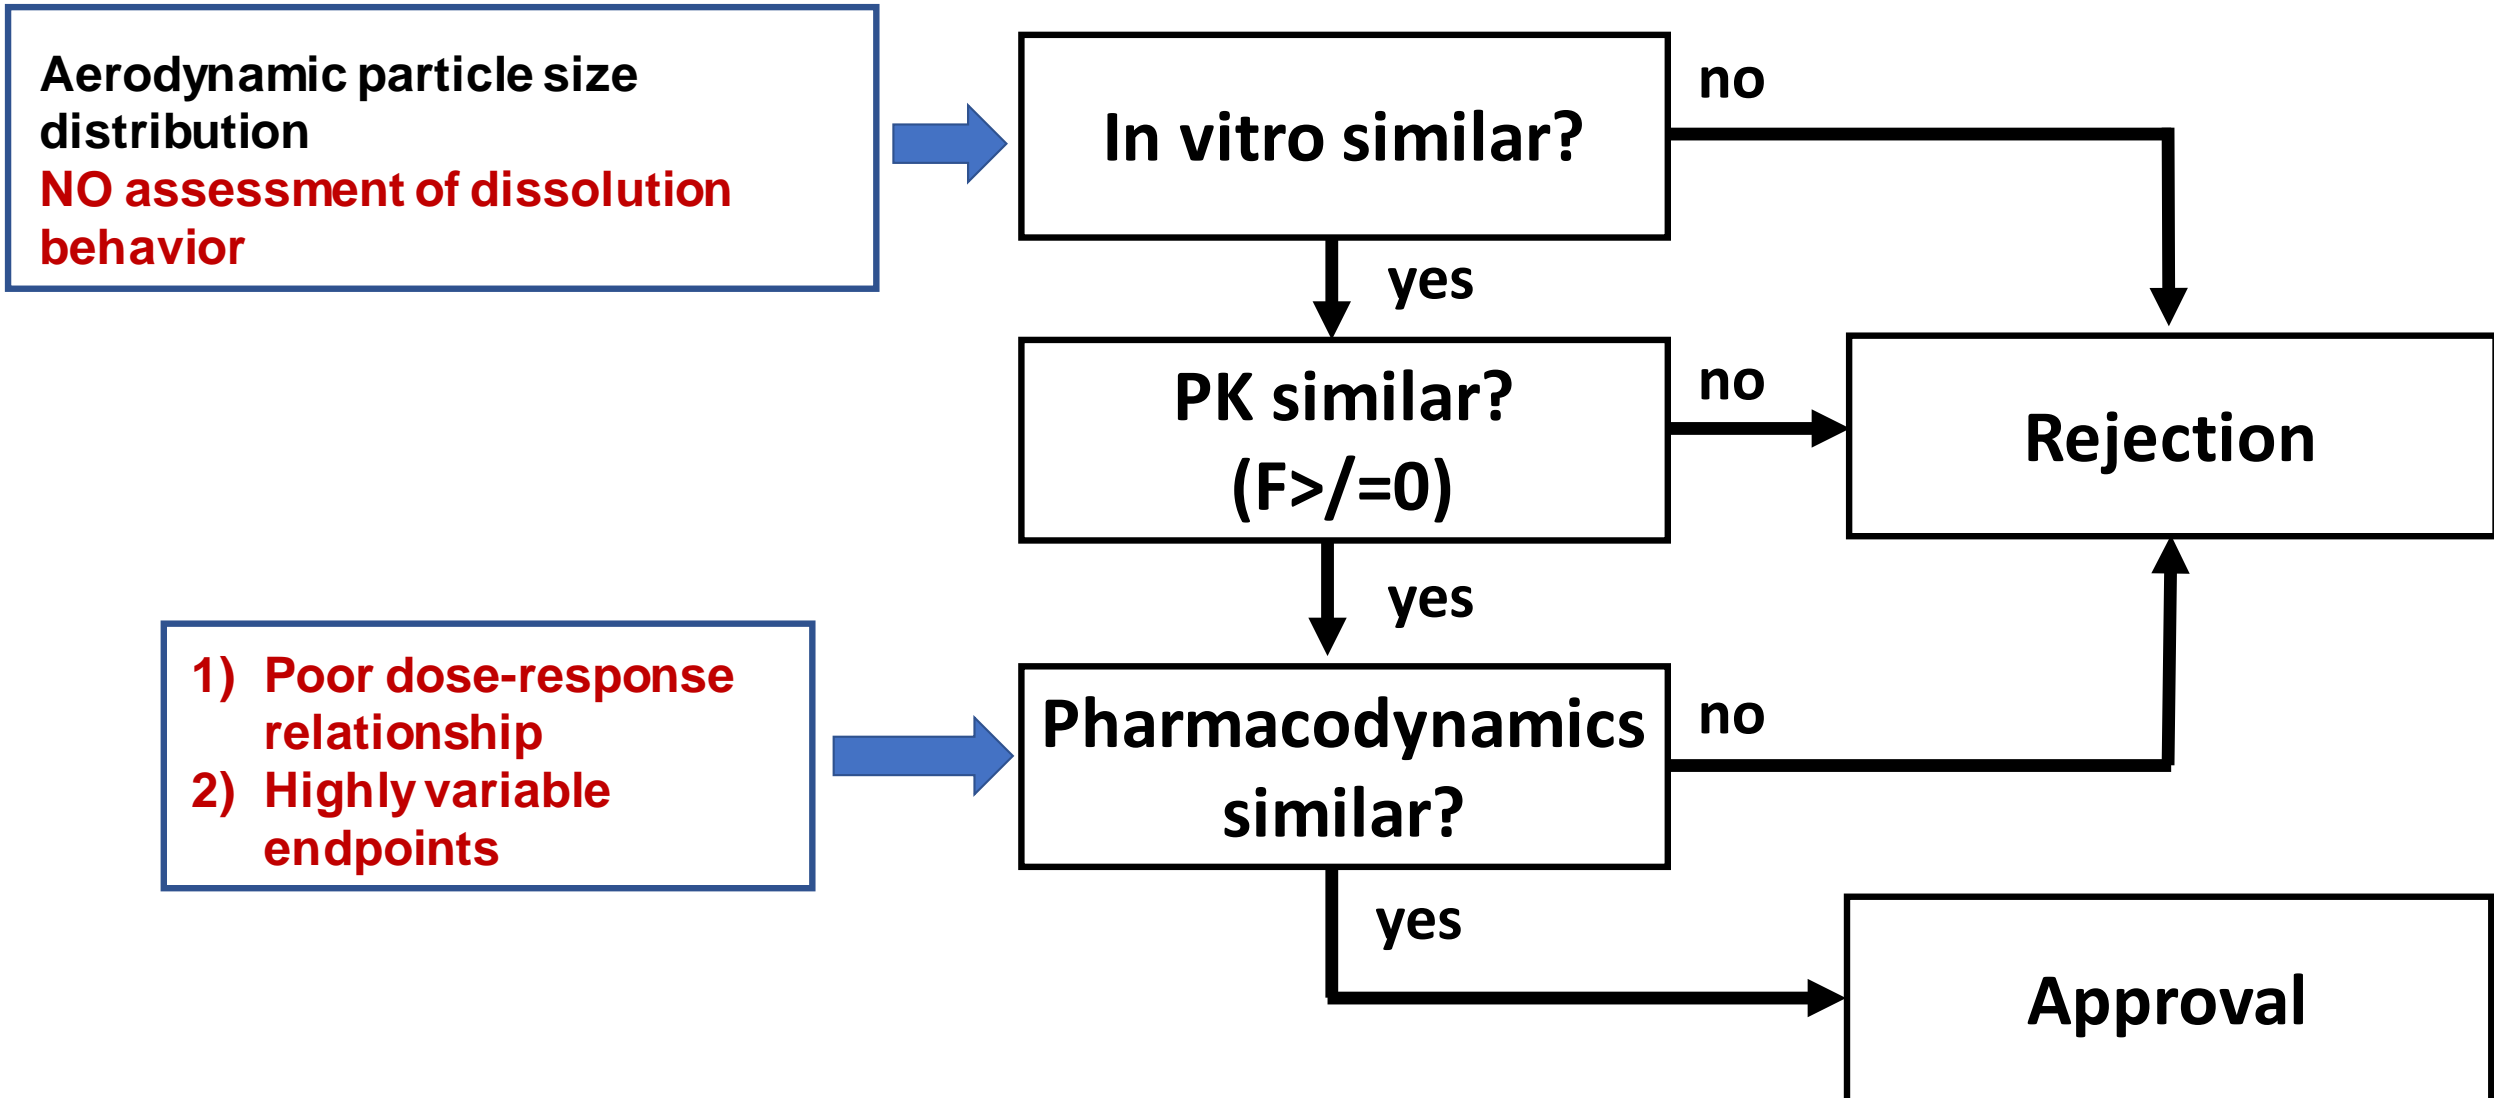 Aerodynamic particle size
distribution
NO assessment of dissolution
behavior
In vitro similar?
no
yes
PK similar?
(F>/=0)
no
Rejection
yes
1) Poor dose-response
relationship
2) Highly variable
endpoints
Pharmacodynamics
similar?
no
yes
Approval